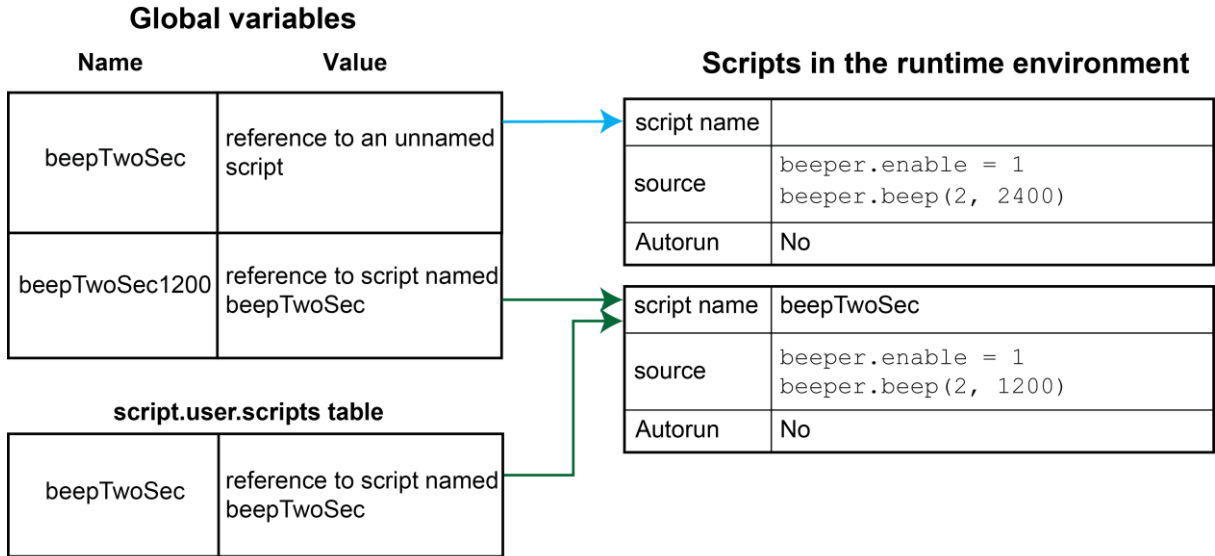 Global variables
Name Value
beepTwoSec
reference to an unnamed
script
beepTwoSec1200
reference to script named
beepTwoSec
script.user.scripts table
beepTwoSec
reference to script named
beepTwoSec
Scripts in the runtime environment
script name
source
beeper.enable = 1
beeper.beep(2, 2400)
Autorun No
script name beepTwoSec
source
beeper.enable = 1
beeper.beep(2, 1200)
Autorun No